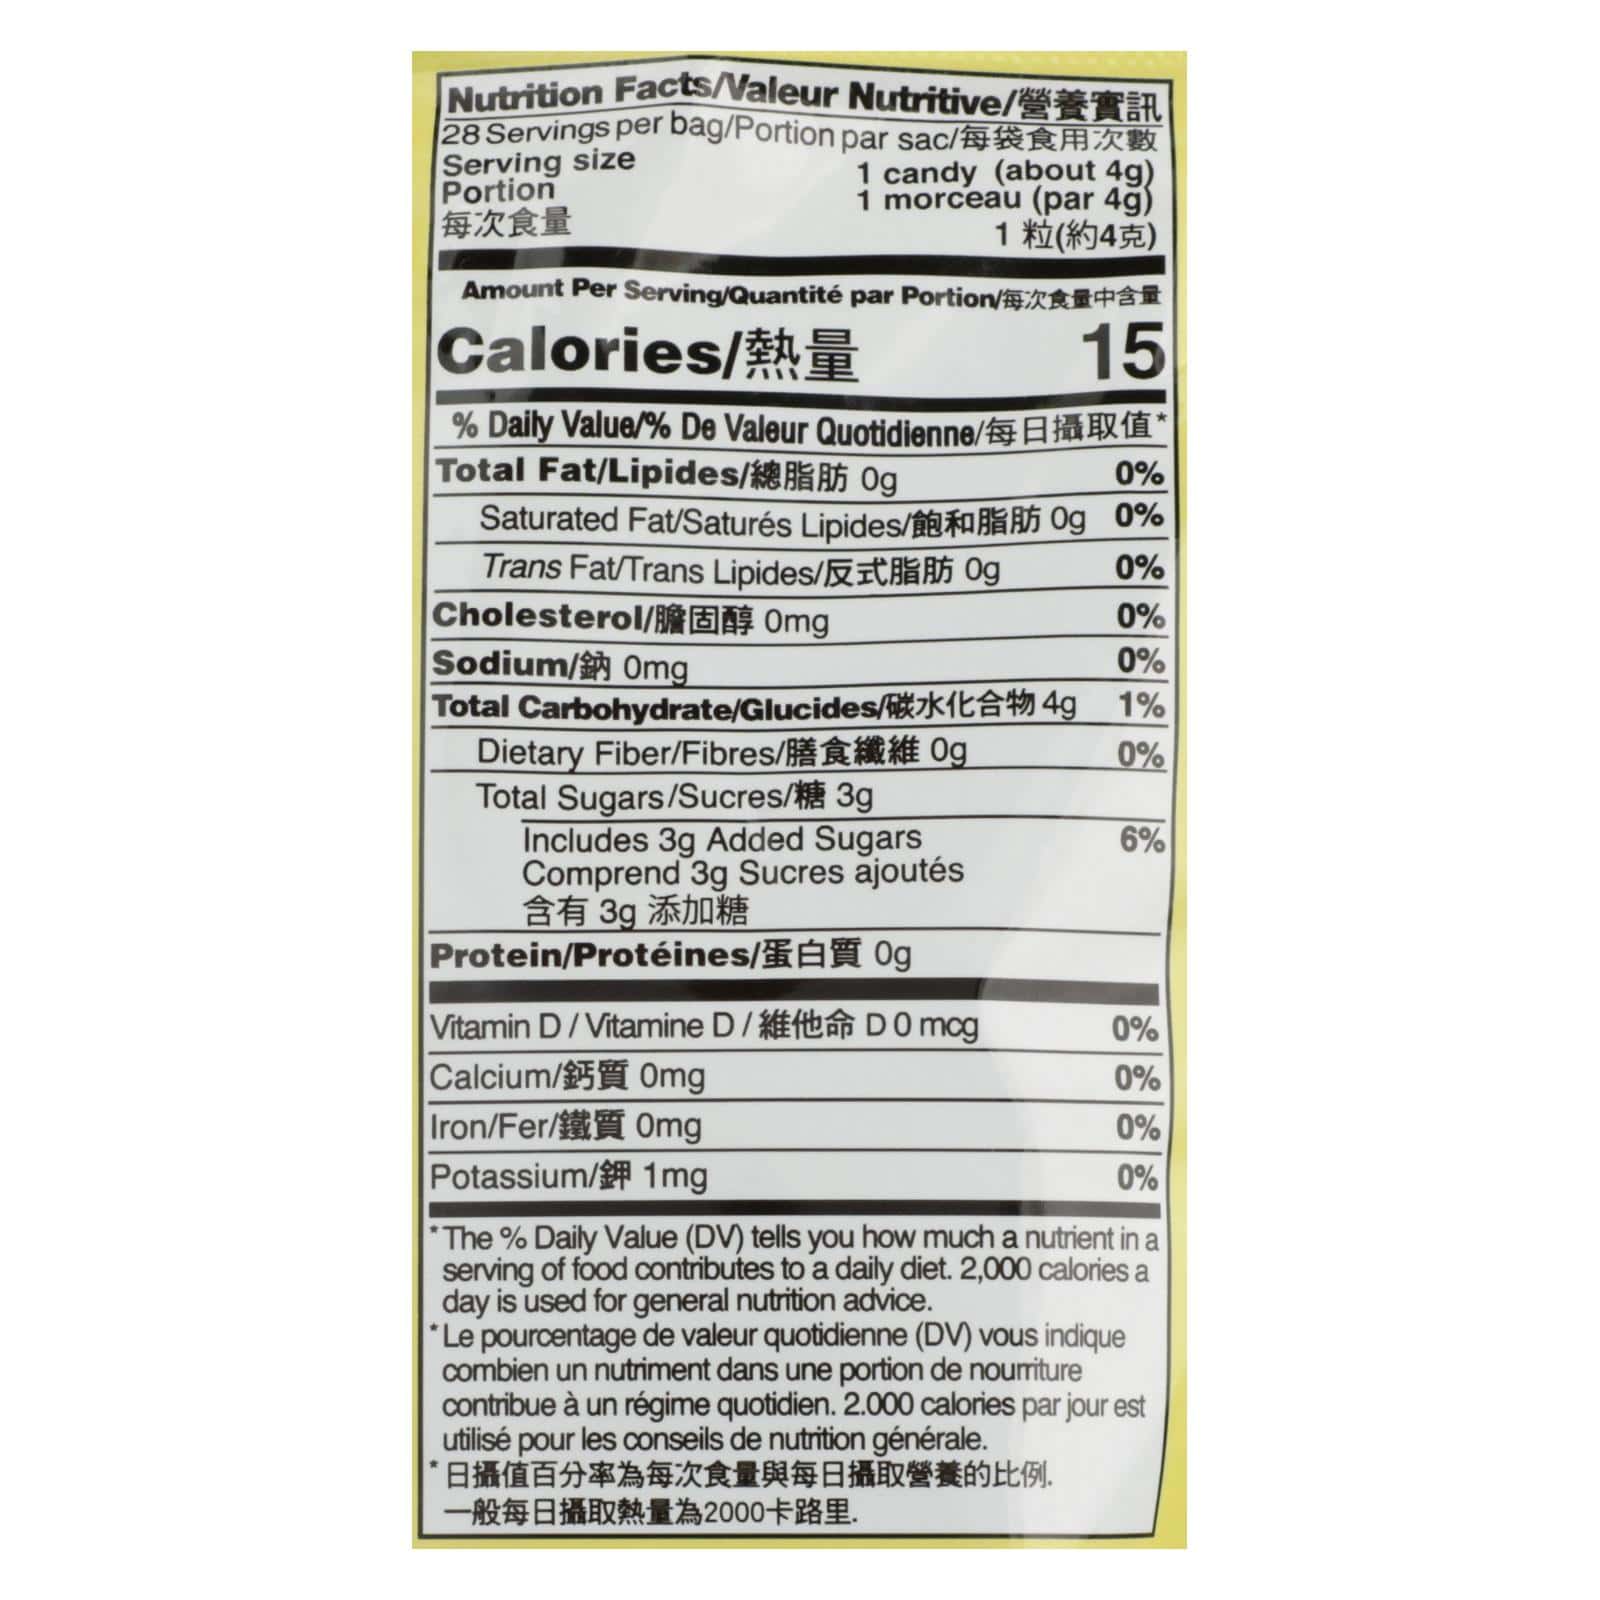 Nutrition Facts/Valeur Nutritive/營養實訊
28 Servings per bag/Portion par sac/每袋食用次數
Serving size
Portion
每次食量
1 candy (about 4g)
1 morceau (par 4g)
1 粒(約4克)
Amount Per Serving/Quantité par Portion/每次食量中含量
Calories/熱量 15
% Daily Value/% De Valeur Quotidienne/每日攝取值*
Total Fat/Lipides/總脂肪 0g 0%
Saturated Fat/Saturés Lipides/飽和脂肪 0g 0%
Trans Fat/Trans Lipides/反式脂肪 0g 0%
Cholesterol/膽固醇 0mg 0%
Sodium/鈉 0mg 0%
Total Carbohydrate/Glucides/碳水化合物 4g 1%
Dietary Fiber/Fibres/膳食纖維 0g 0%
Total Sugars/Sucres/糖 3g
Includes 3g Added Sugars 6%
Comprend 3g Sucres ajoutés
含有 3g 添加糖
Protein/Protéines/蛋白質 0g
Vitamin D / Vitamine D / 維他命 D 0 mcg 0%
Calcium/鈣質 0mg 0%
Iron/Fer/鐵質 0mg 0%
Potassium/鉀 1mg 0%
*The % Daily Value (DV) tells you how much a nutrient in a
serving of food contributes to a daily diet. 2,000 calories a
day is used for general nutrition advice.
*Le pourcentage de valeur quotidienne (DV) vous indique
combien un nutriment dans une portion de nourriture
contribue à un régime quotidien. 2.000 calories par jour est
utilisé pour les conseils de nutrition générale.
*日攝值百分率為每次食量與每日攝取營養的比例.
一般每日攝取熱量為2000卡路里.